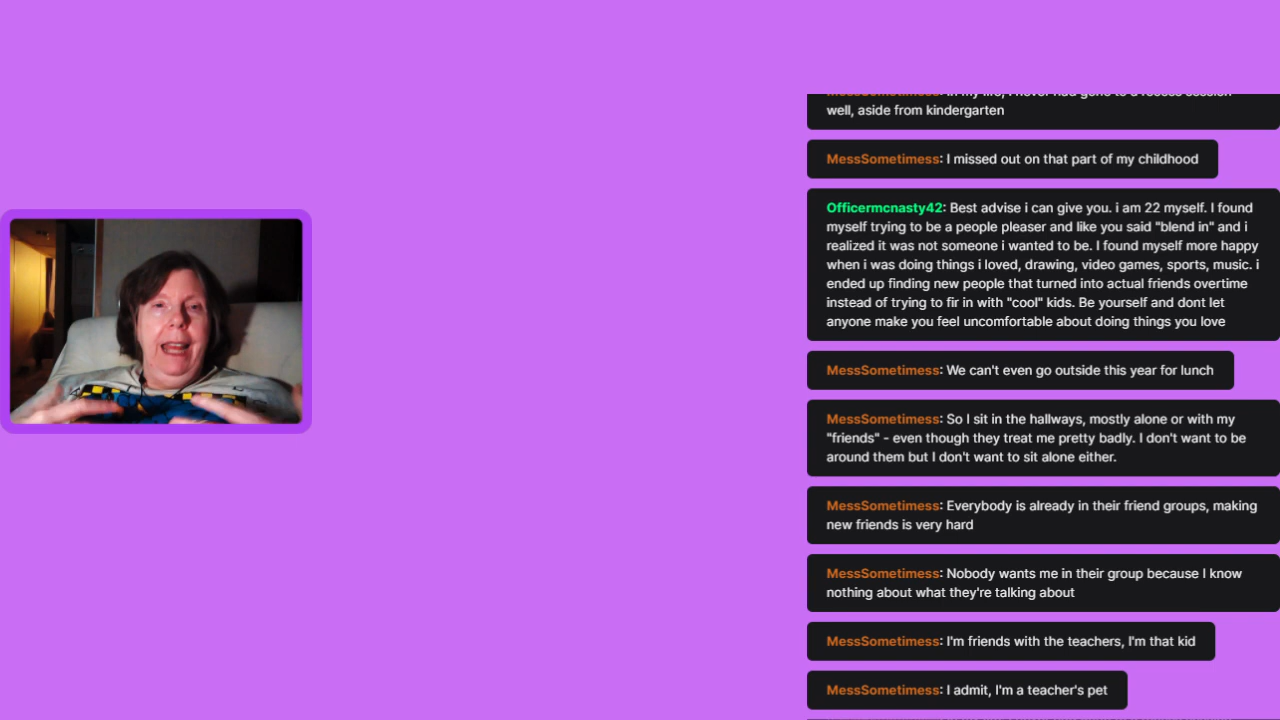 well, aside from kindergarten
MessSometimess: I missed out on that part of my childhood
Officermcnasty42: Best advise i can give you. i am 22 myself. I found
myself trying to be a people pleaser and like you said "blend in" and i
realized it was not someone i wanted to be. I found myself more happy
when i was doing things i loved, drawing, video games, sports, music. i
ended up finding new people that turned into actual friends overtime
instead of trying to fir in with "cool" kids. Be yourself and dont let
anyone make you feel uncomfortable about doing things you love
MessSometimess: We can't even go outside this year for lunch
MessSometimess: So I sit in the hallways, mostly alone or with my
"friends" - even though they treat me pretty badly. I don't want to be
around them but I don't want to sit alone either.
MessSometimess: Everybody is already in their friend groups, making
new friends is very hard
MessSometimess: Nobody wants me in their group because I know
nothing about what they're talking about
MessSometimess: I'm friends with the teachers, I'm that kid
MessSometimess: I admit, I'm a teacher's pet